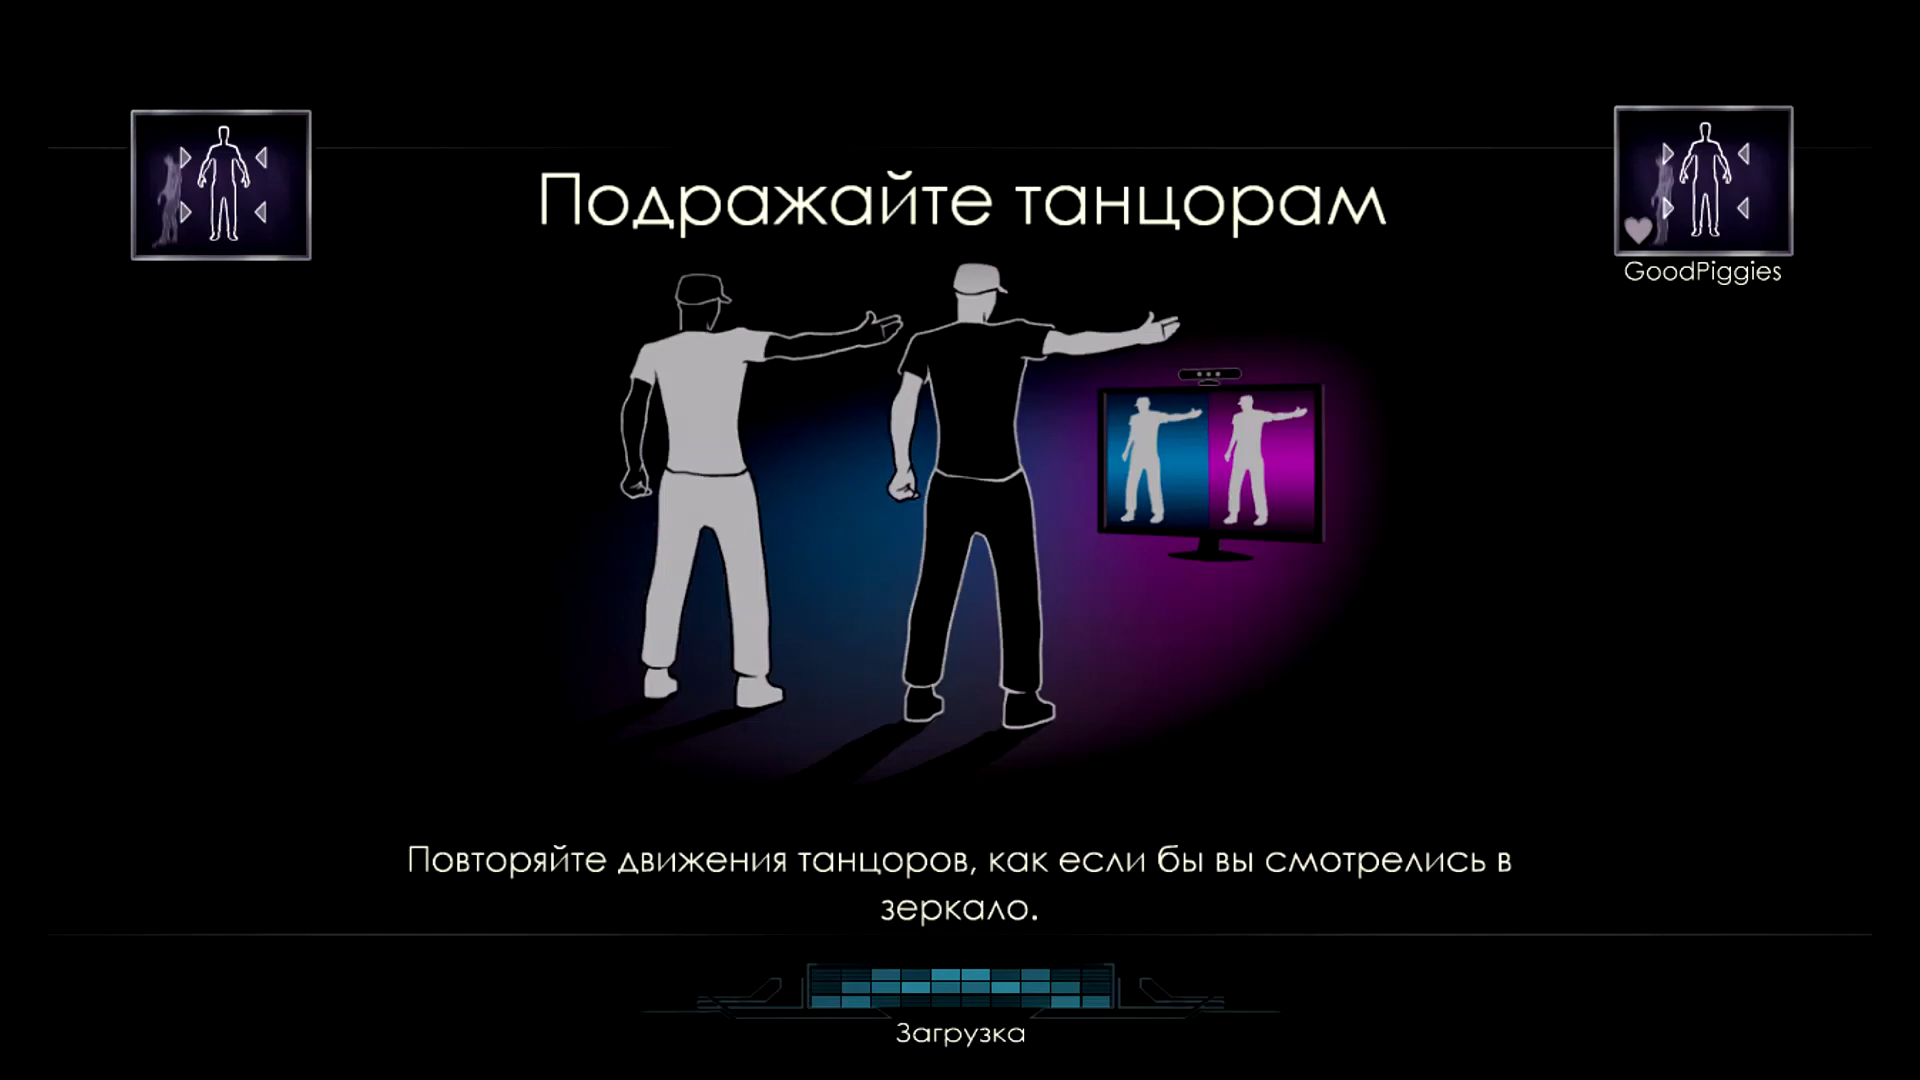 Подражайте танцорам
GoodPiggies
Повторяйте движения танцоров, как если бы вы смотрелись в
зеркало.
Загрузка